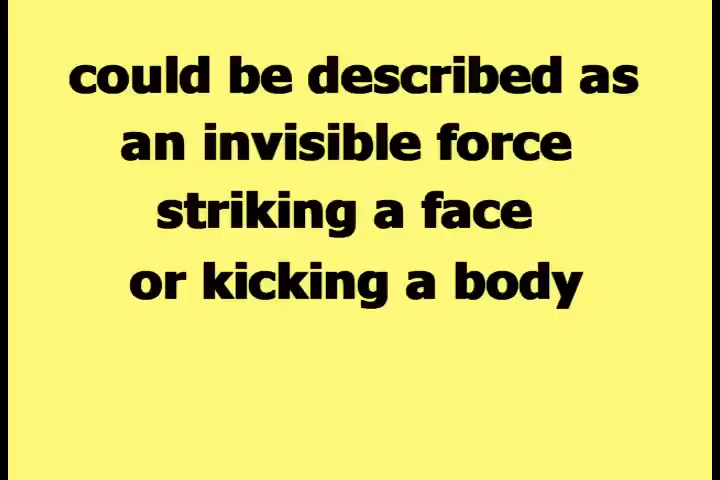 could be described as
an invisible force
striking a face
or kicking a body